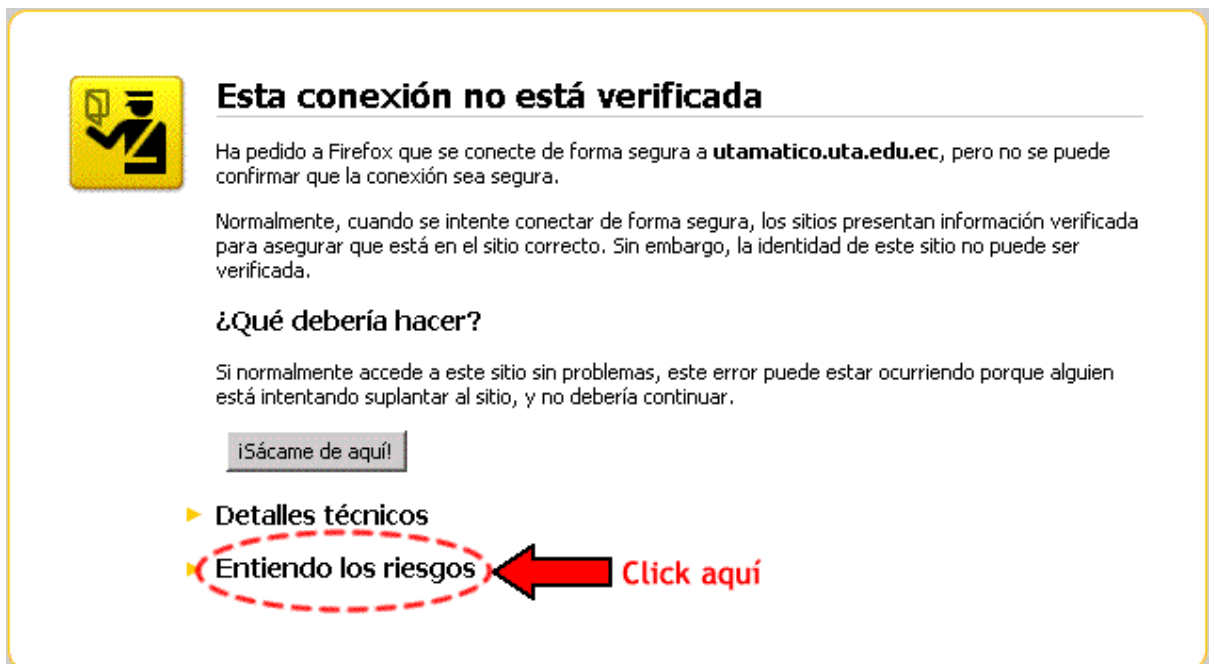 Esta conexión no está verificada
Ha pedido a Firefox que se conecte de forma segura a utamatico.uta.edu.ec, pero no se puede
confirmar que la conexión sea segura.
Normalmente, cuando se intente conectar de forma segura, los sitios presentan información verificada
para asegurar que está en el sitio correcto. Sin embargo, la identidad de este sitio no puede ser
verificada.
¿Qué debería hacer?
Si normalmente accede a este sitio sin problemas, este error puede estar ocurriendo porque alguien
está intentando suplantar al sitio, y no debería continuar.
¡Sácame de aquí!
Detalles técnicos
Entiendo los riesgos Click aquí